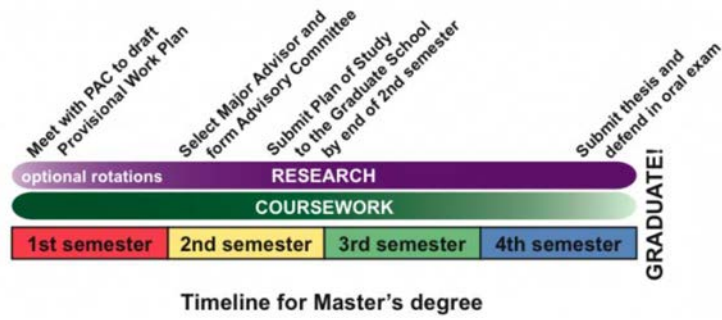 Meet with PAC to draft
Provisional Work Plan
Select Major Advisor and
form Advisory Committee
Submit Plan of Study
to the Graduate School
by end of 2nd semester
Submit thesis and
defend in oral exam
optional rotations
RESEARCH
COURSEWORK
1st semester
2nd semester
3rd semester
4th semester
GRADUATE!
Timeline for Master's degree